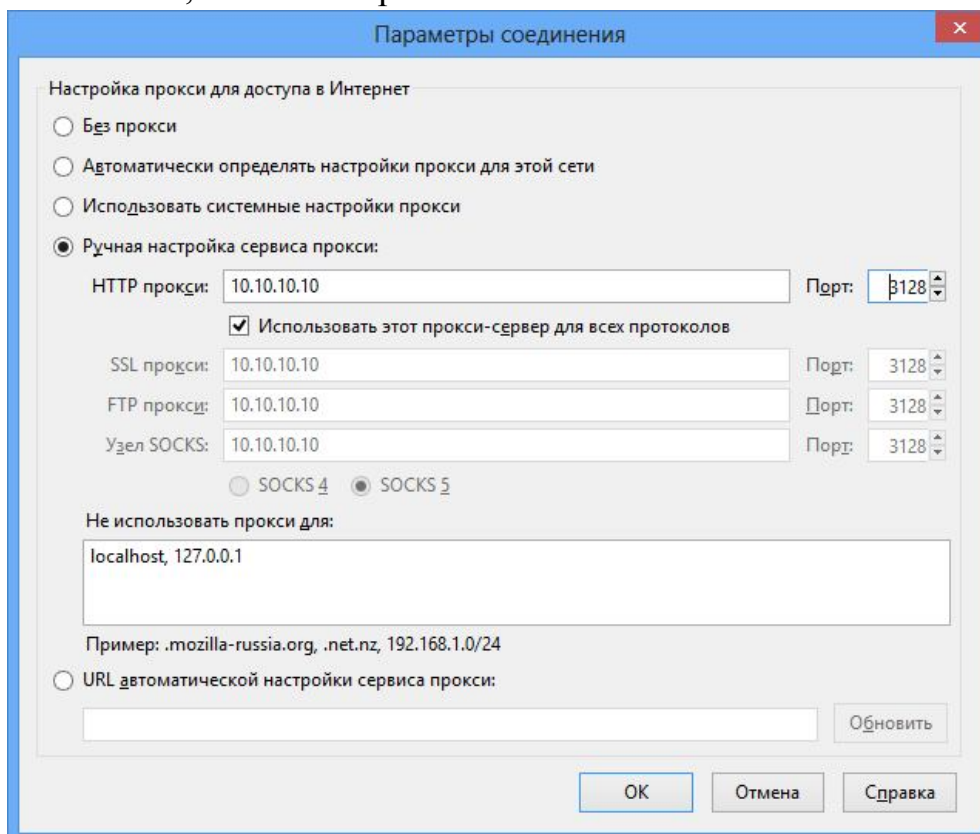 Параметры соединения
Настройка прокси для доступа в Интернет
Без прокси
Автоматически определять настройки прокси для этой сети
Использовать системные настройки прокси
Ручная настройка сервиса прокси:
HTTP прокси: 10.10.10.10 Порт: 3128
Использовать этот прокси-сервер для всех протоколов
SSL прокси: 10.10.10.10 Порт: 3128
FTP прокси: 10.10.10.10 Порт: 3128
Узел SOCKS: 10.10.10.10 Порт: 3128
SOCKS 4 SOCKS 5
Не использовать прокси для:
localhost, 127.0.0.1
Пример: .mozilla-russia.org, .net.nz, 192.168.1.0/24
URL автоматической настройки сервиса прокси:
Обновить
ОК Отмена Справка